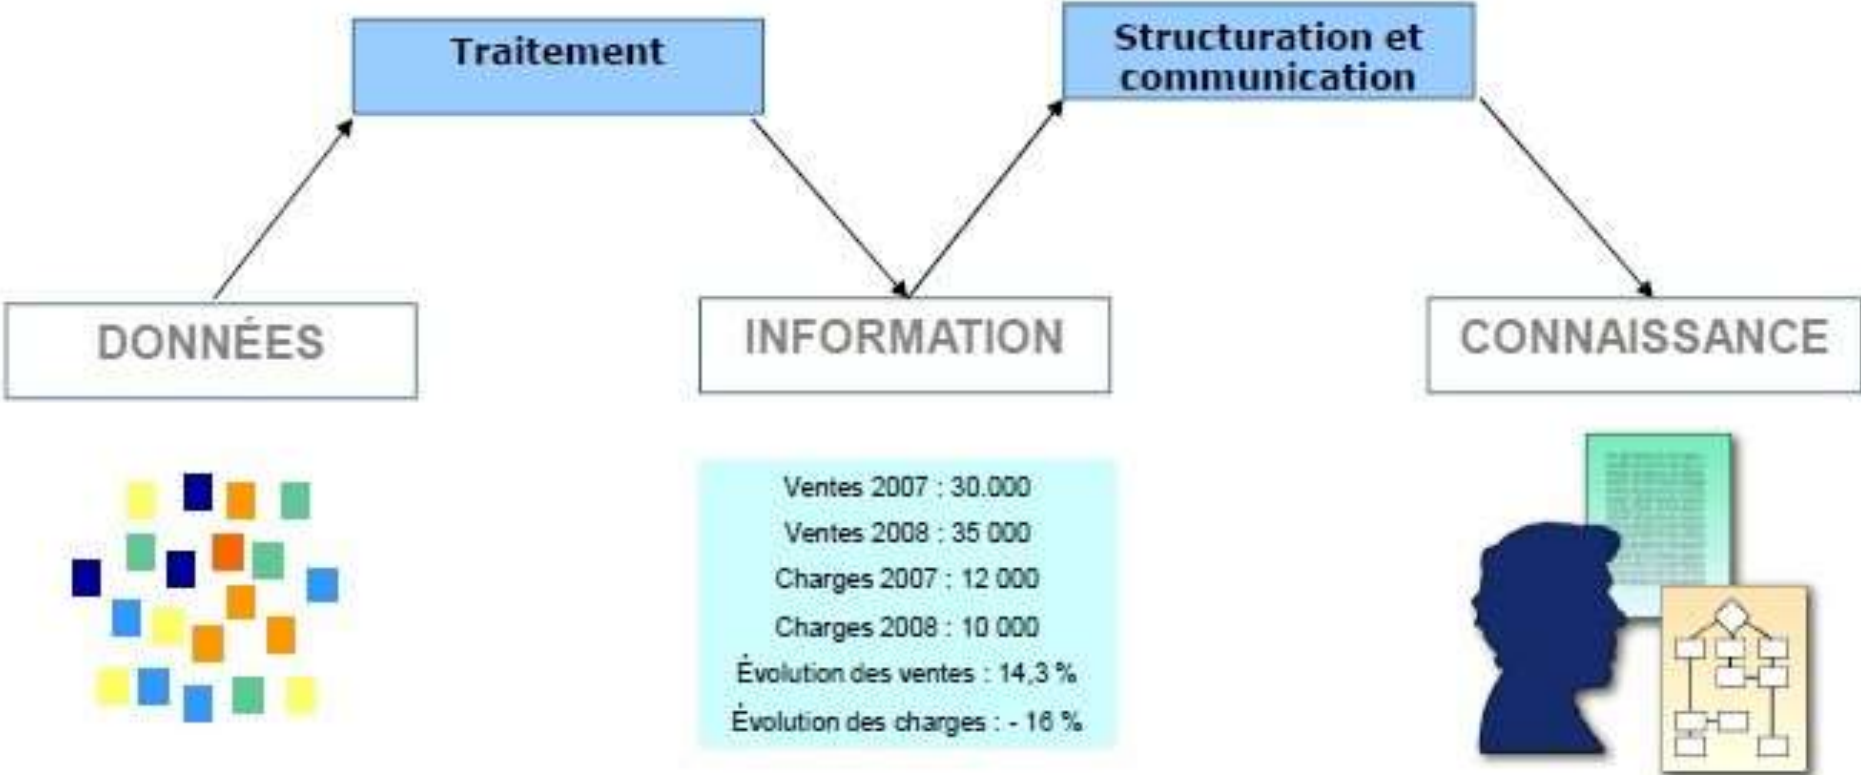 Traitement
Structuration et
communication
DONNÉES
INFORMATION
CONNAISSANCE
Ventes 2007 : 30.000
Ventes 2008 : 35 000
Charges 2007 : 12 000
Charges 2008 : 10 000
Évolution des ventes : 14,3 %
Évolution des charges : - 16 %